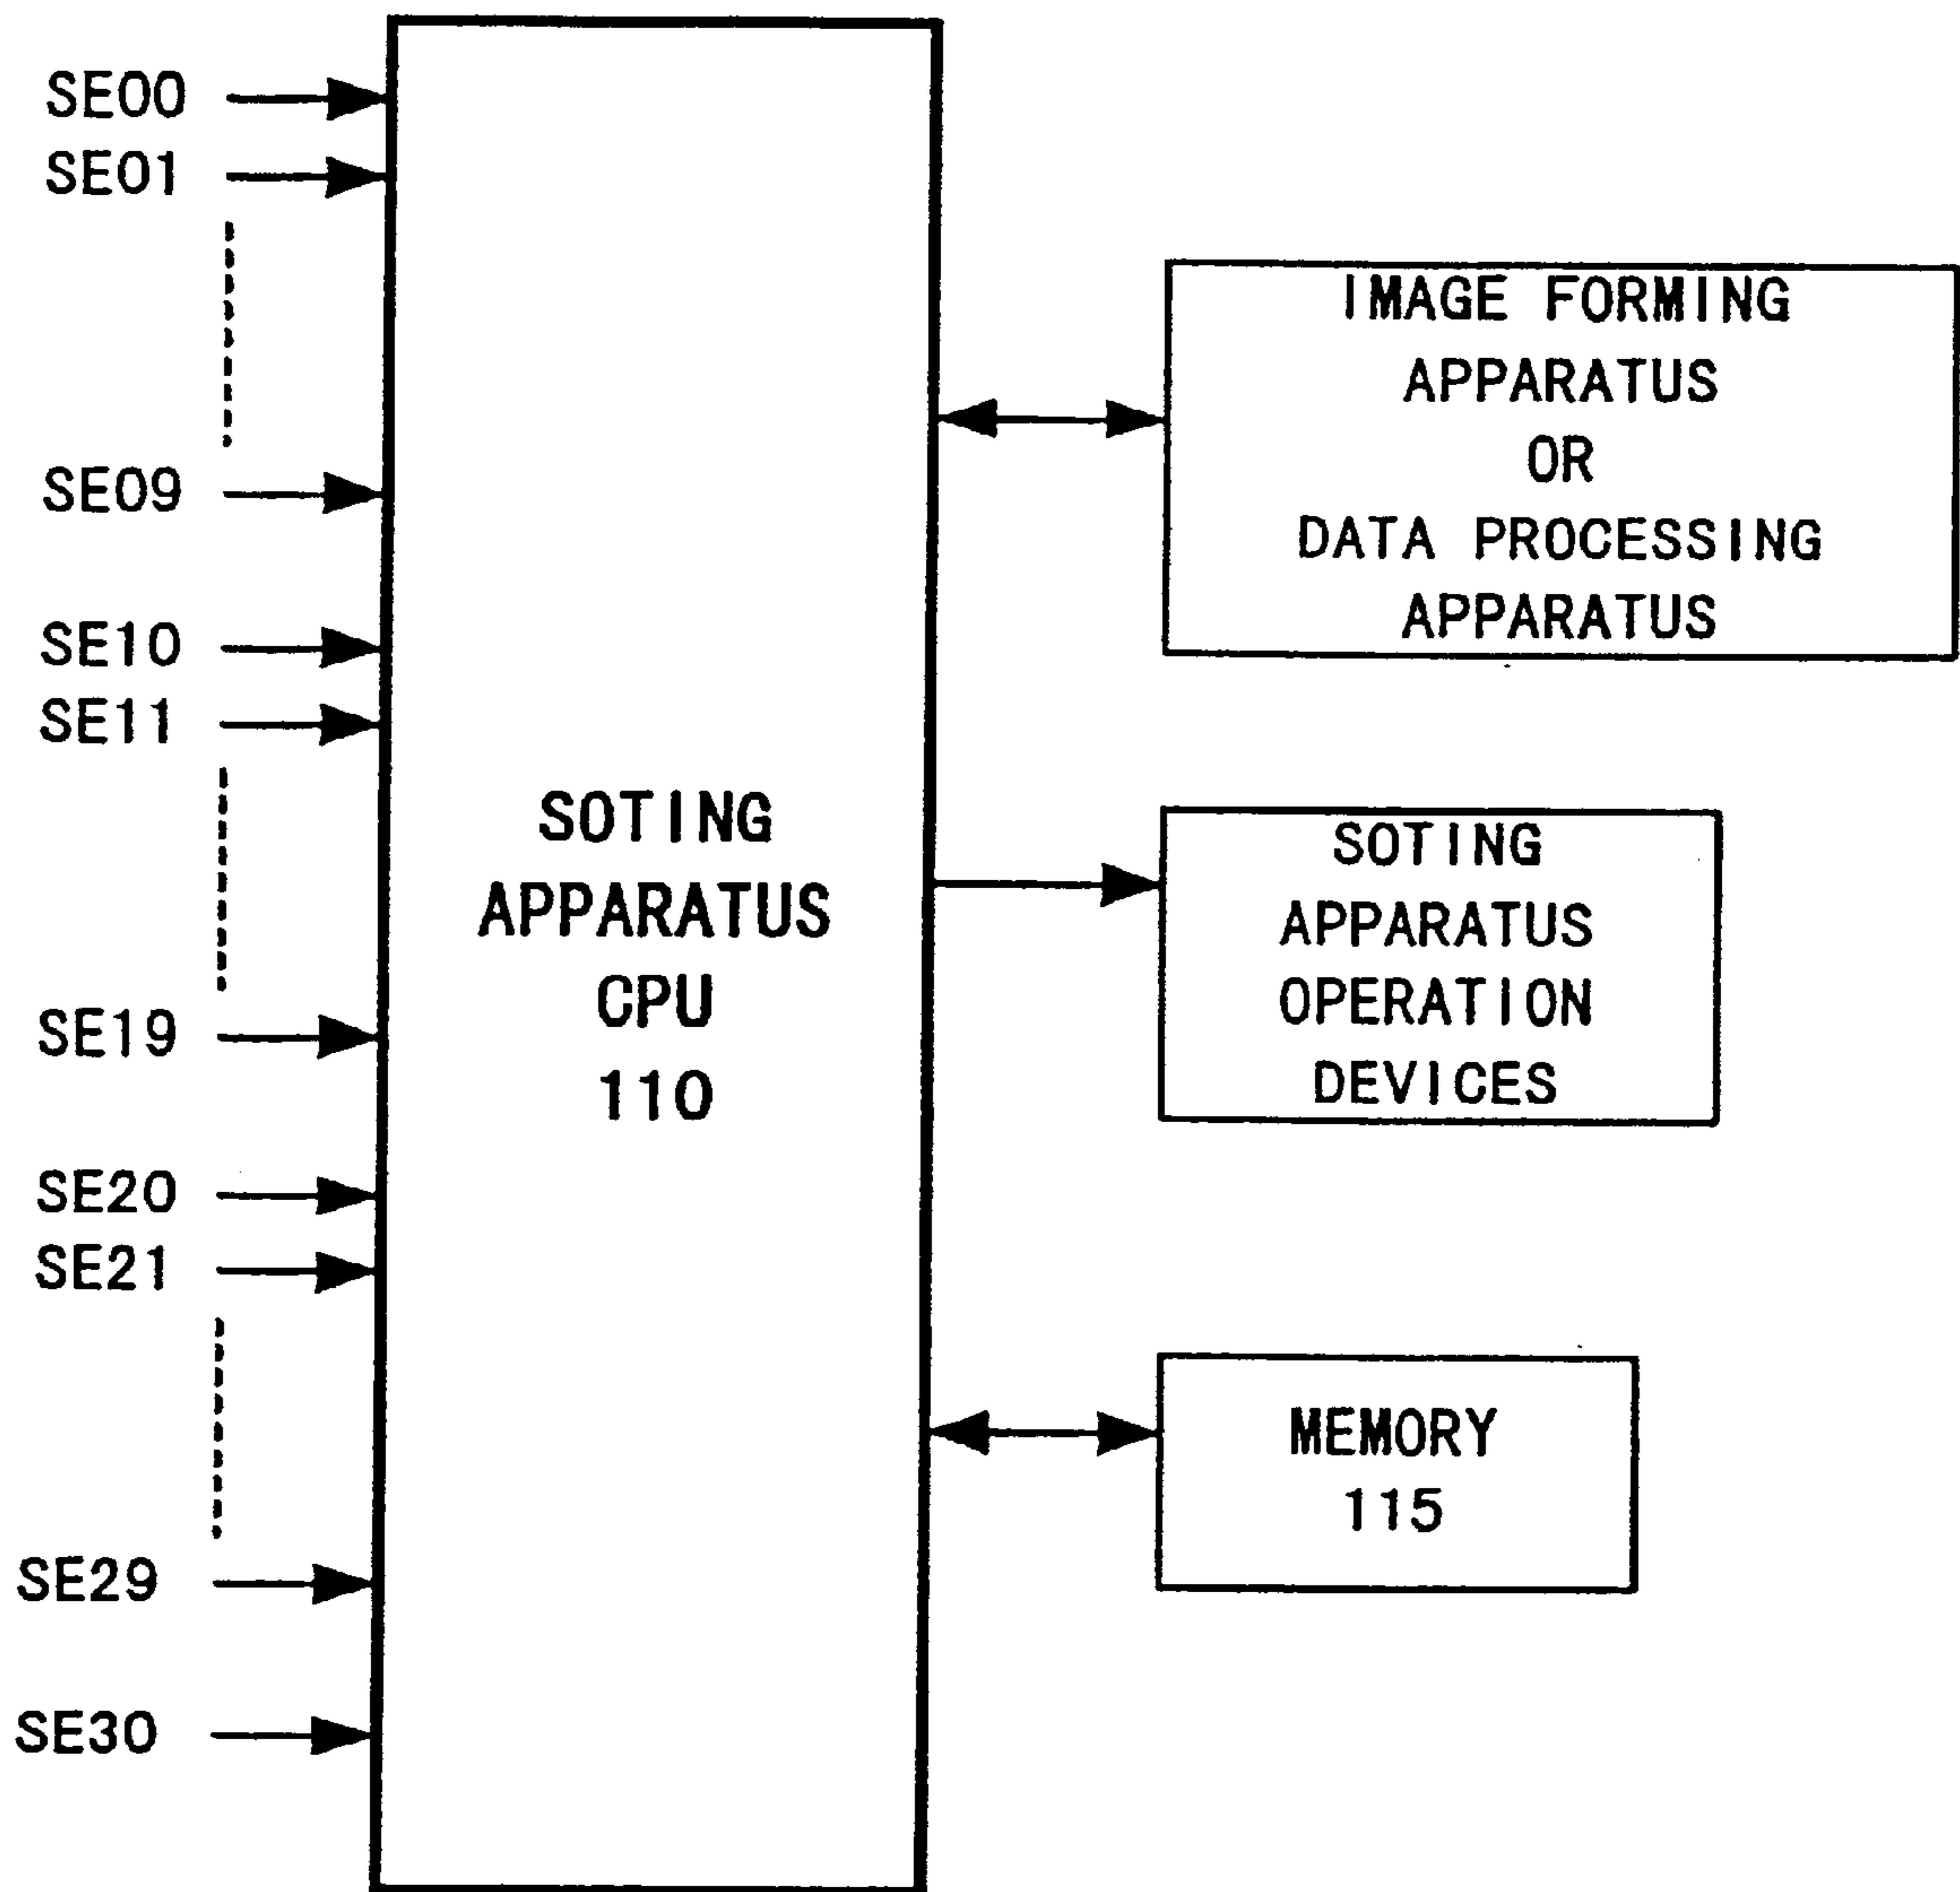 SE00
SE01
SE09
SE10
SE11
SE19
SE20
SE21
SE29
SE30
SOTING
APPARATUS
CPU
110
IMAGE FORMING
APPARATUS
OR
DATA PROCESSING
APPARATUS
SOTING
APPARATUS
OPERATION
DEVICES
MEMORY
115